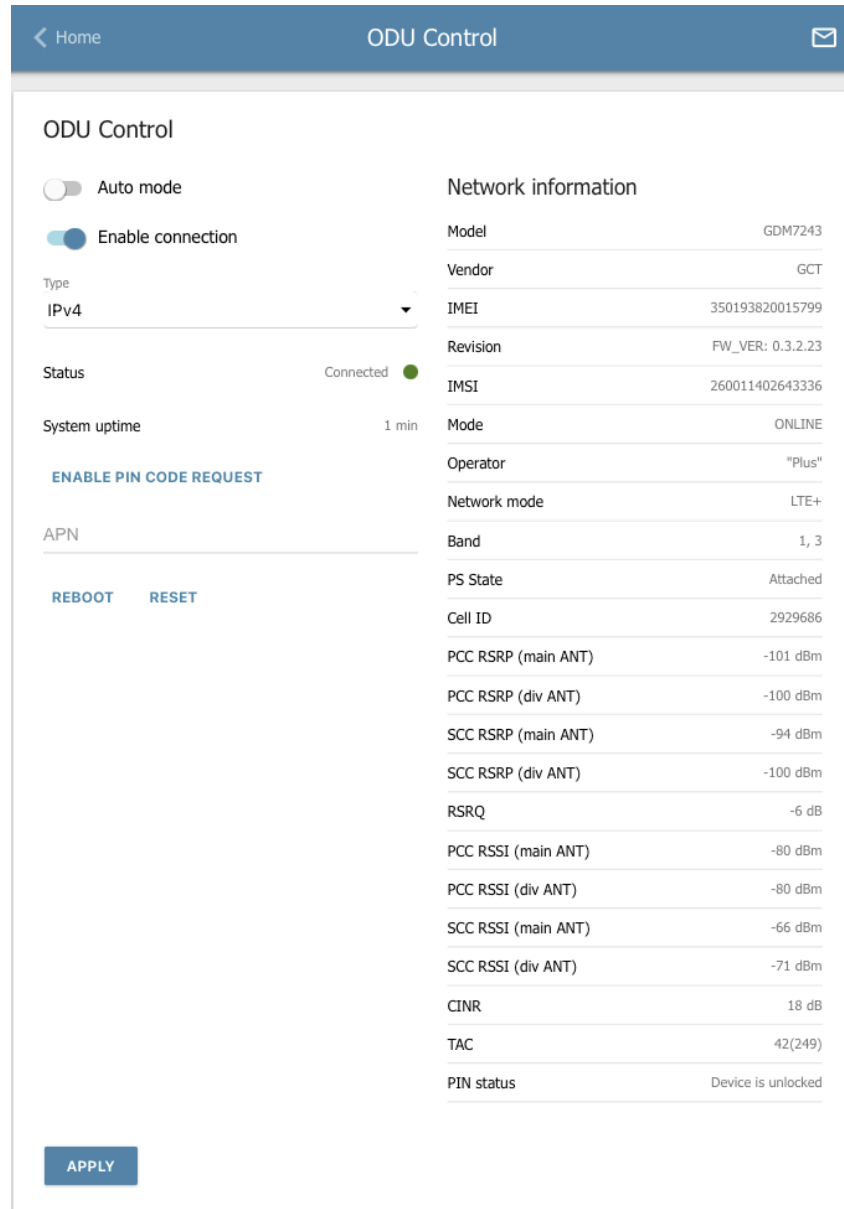 Home
ODU Control
ODU Control
Auto mode
Enable connection
Type
IPv4
Status Connected
System uptime 1 min
ENABLE PIN CODE REQUEST
APN
REBOOT RESET
Network information
Model GDM7243
Vendor GCT
IMEI 350193820015799
Revision FW_VER: 0.3.2.23
IMSI 260011402643336
Mode ONLINE
Operator "Plus"
Network mode LTE+
Band 1, 3
PS State Attached
Cell ID 2929686
PCC RSRP (main ANT) -101 dBm
PCC RSRP (div ANT) -100 dBm
SCC RSRP (main ANT) -94 dBm
SCC RSRP (div ANT) -100 dBm
RSRQ -6 dB
PCC RSSI (main ANT) -80 dBm
PCC RSSI (div ANT) -80 dBm
SCC RSSI (main ANT) -66 dBm
SCC RSSI (div ANT) -71 dBm
CINR 18 dB
TAC 42(249)
PIN status Device is unlocked
APPLY